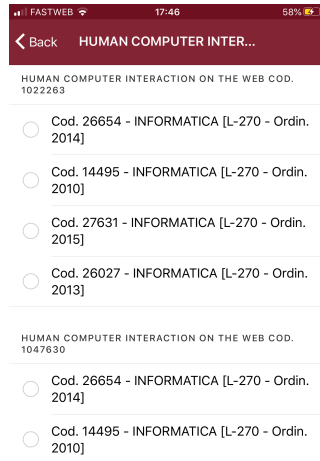 FASTWEB 17:46 58%
Back HUMAN COMPUTER INTER...
HUMAN COMPUTER INTERACTION ON THE WEB COD.
1022263
Cod. 26654 - INFORMATICA [L-270 - Ordin.
2014]
Cod. 14495 - INFORMATICA [L-270 - Ordin.
2010]
Cod. 27631 - INFORMATICA [L-270 - Ordin.
2015]
Cod. 26027 - INFORMATICA [L-270 - Ordin.
2013]
HUMAN COMPUTER INTERACTION ON THE WEB COD.
1047630
Cod. 26654 - INFORMATICA [L-270 - Ordin.
2014]
Cod. 14495 - INFORMATICA [L-270 - Ordin.
2010]